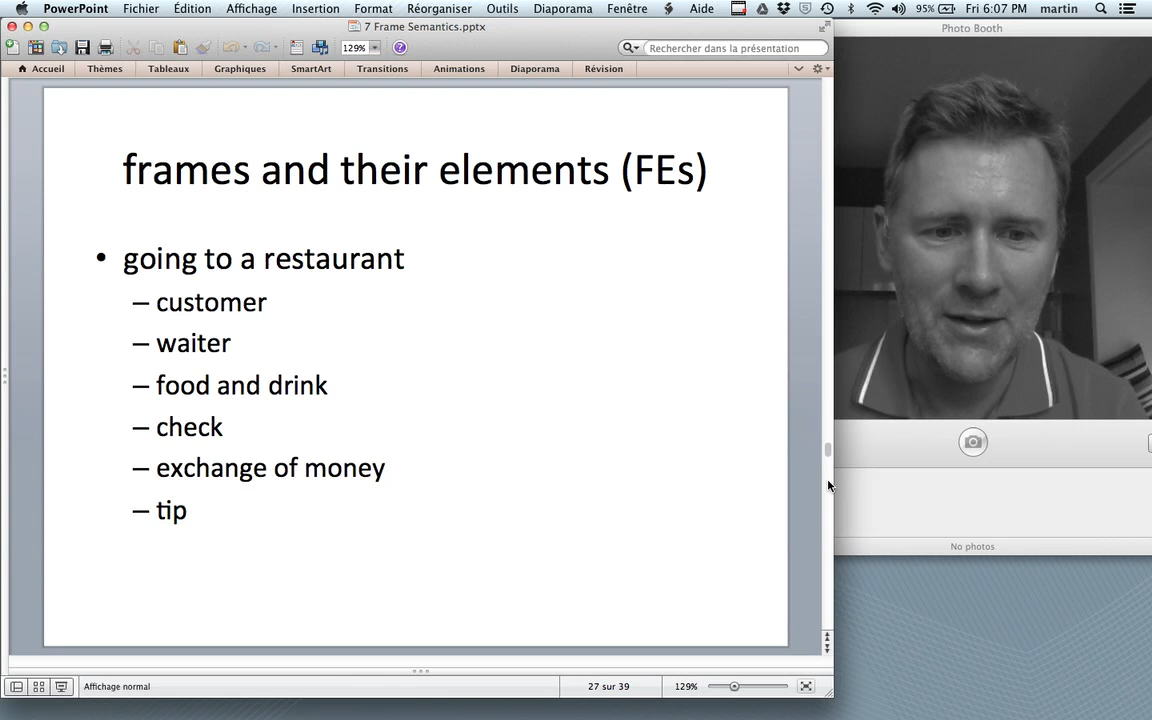 PowerPoint Fichier Édition Affichage Insertion Format Réorganiser Outils Diaporama Fenêtre Aide 95% Fri 6:07 PM martin
7 Frame Semantics.pptx
Photo Booth
129%
Rechercher dans la présentation
Accueil Thèmes Tableaux Graphiques SmartArt Transitions Animations Diaporama Révision
frames and their elements (FEs)
• going to a restaurant
– customer
– waiter
– food and drink
– check
– exchange of money
– tip
No photos
Affichage normal 27 sur 39 129%